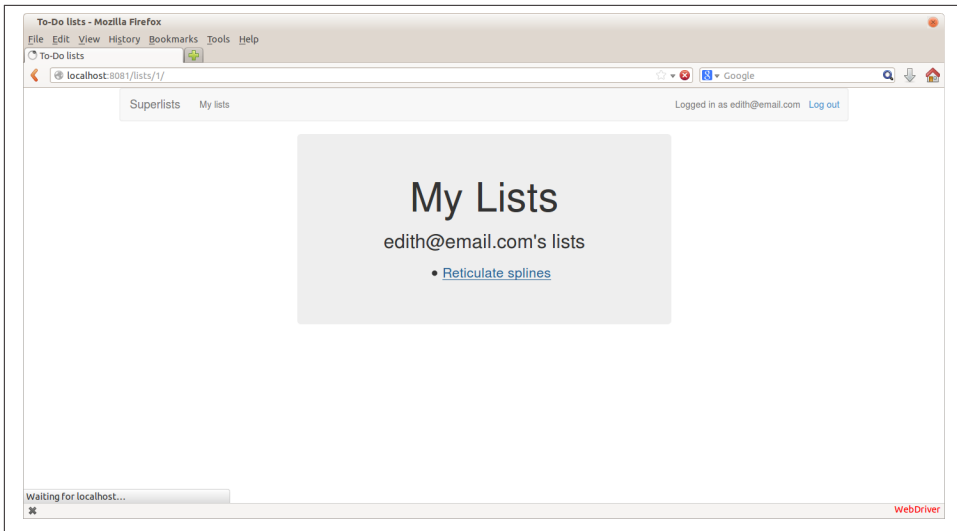 To-Do lists - Mozilla Firefox
File Edit View History Bookmarks Tools Help
To-Do lists
localhost:8081/lists/1/
Google
Superlists My lists Logged in as edith@email.com Log out
My Lists
edith@email.com's lists
• Reticulate splines
Waiting for localhost...
WebDriver